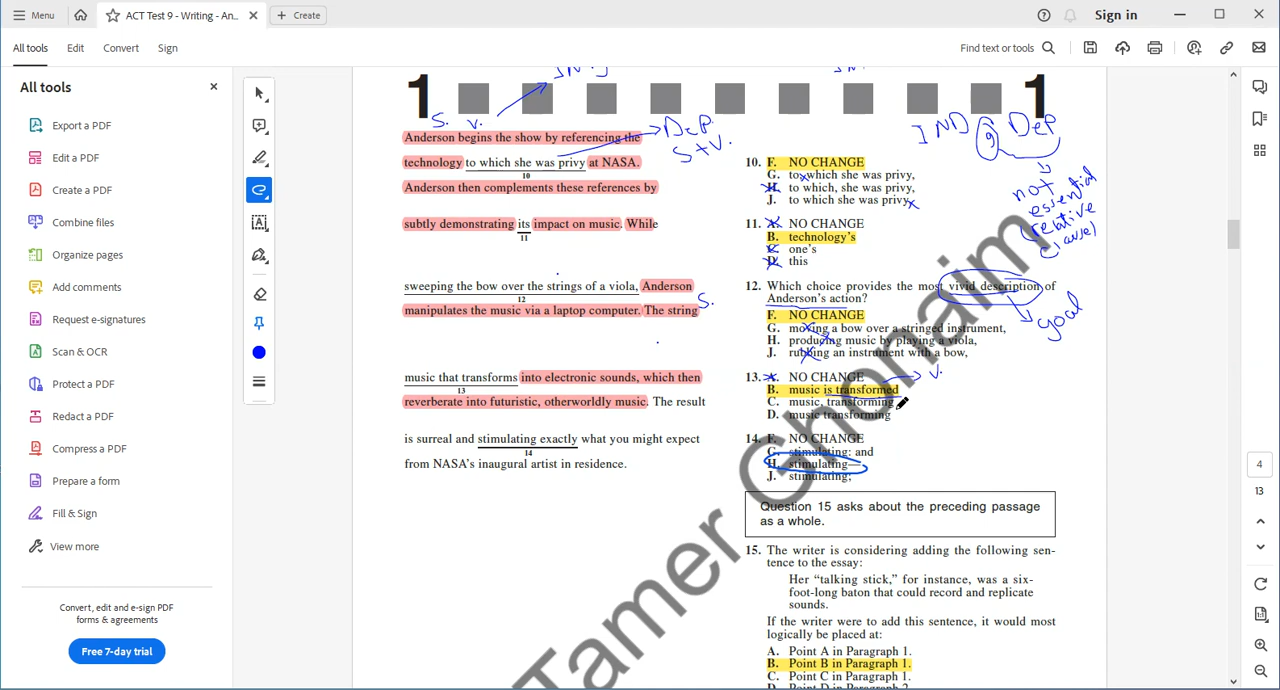 Menu
ACT Test 9 - Writing - An...
Create
Sign in
All tools
Edit
Convert
Sign
Find text or tools
All tools
Export a PDF
Edit a PDF
Create a PDF
Combine files
Organize pages
Add comments
Request e-signatures
Scan & OCR
Protect a PDF
Redact a PDF
Compress a PDF
Prepare a form
Fill & Sign
View more
Convert, edit and e-sign PDF
forms & agreements
Free 7-day trial
1
1
S. V.
Dep
S+V.
IND , Dep
not
essential
(relative
clause)
Anderson begins the show by referencing the
technology to which she was privy at NASA.
10
Anderson then complements these references by
subtly demonstrating its impact on music. While
11
sweeping the bow over the strings of a viola, Anderson
12
manipulates the music via a laptop computer. The string
S.
music that transforms into electronic sounds, which then
13
reverberate into futuristic, otherworldly music. The result
is surreal and stimulating exactly what you might expect
14
from NASA's inaugural artist in residence.
10. F. NO CHANGE
G. to which she was privy,
H. to which, she was privy,
J. to which she was privy
11. A. NO CHANGE
B. technology's
C. one's
D. this
12. Which choice provides the most vivid description of
Anderson's action?
goal
F. NO CHANGE
G. moving a bow over a stringed instrument,
H. producing music by playing a viola,
J. rubbing an instrument with a bow,
13. A. NO CHANGE
V.
B. music is transformed
C. music, transforming
D. music transforming
14. F. NO CHANGE
G. stimulating: and
H. stimulating—
J. stimulating;
Question 15 asks about the preceding passage
as a whole.
15. The writer is considering adding the following sen-
tence to the essay:
Her "talking stick," for instance, was a six-
foot-long baton that could record and replicate
sounds.
If the writer were to add this sentence, it would most
logically be placed at:
A. Point A in Paragraph 1.
B. Point B in Paragraph 1.
C. Point C in Paragraph 1.
D. Point D in Paragraph 2.
Tamer Ghonaim
4
13